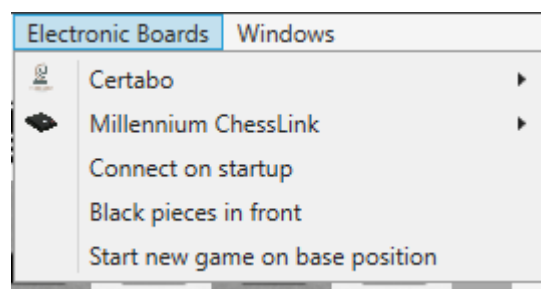 Electronic Boards Windows
Certabo
Millennium ChessLink
Connect on startup
Black pieces in front
Start new game on base position